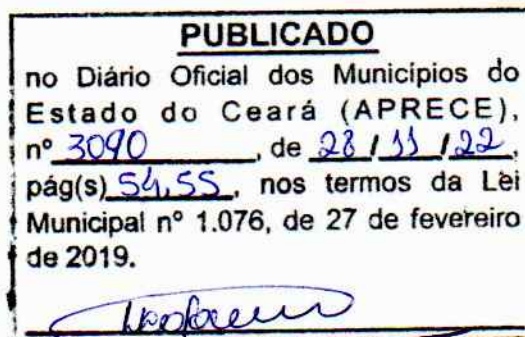 PUBLICADO
no Diário Oficial dos Municípios do
Estado do Ceará (APRECE),
nº 3090, de 28/11/22,
pág(s) 54,55, nos termos da Lei
Municipal nº 1.076, de 27 de fevereiro
de 2019.